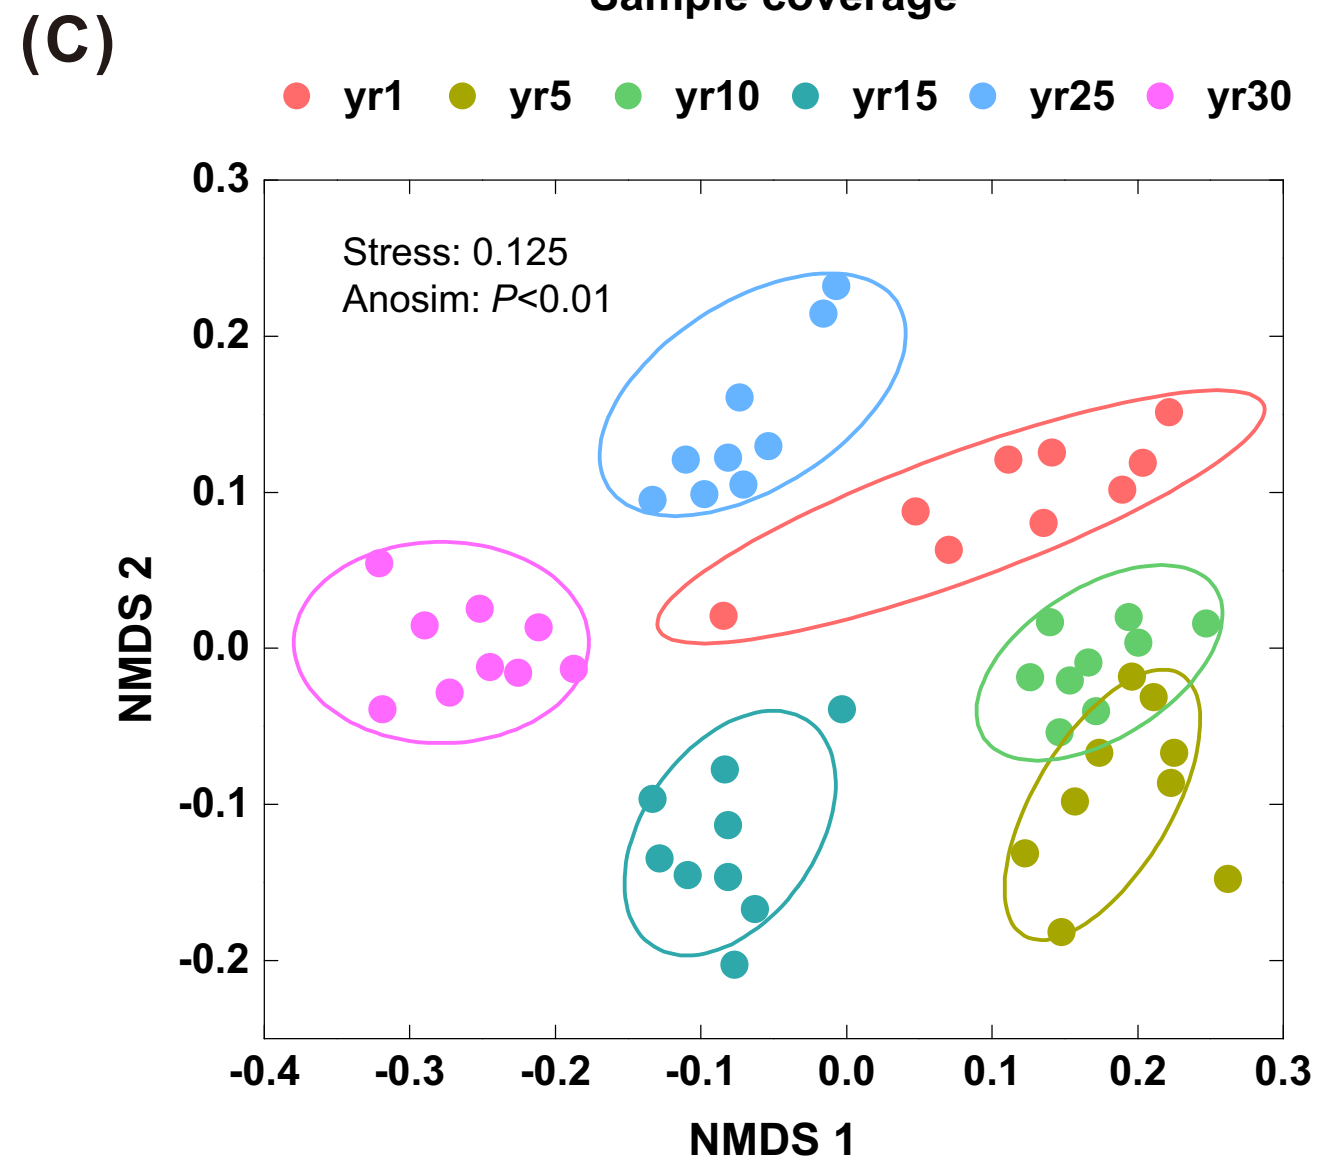 Sample coverage
(C)
yr1 yr5 yr10 yr15 yr25 yr30
0.3
Stress: 0.125
Anosim: P<0.01
0.2
0.1
0.0
-0.1
-0.2
NMDS 2
-0.4 -0.3 -0.2 -0.1 0.0 0.1 0.2 0.3
NMDS 1